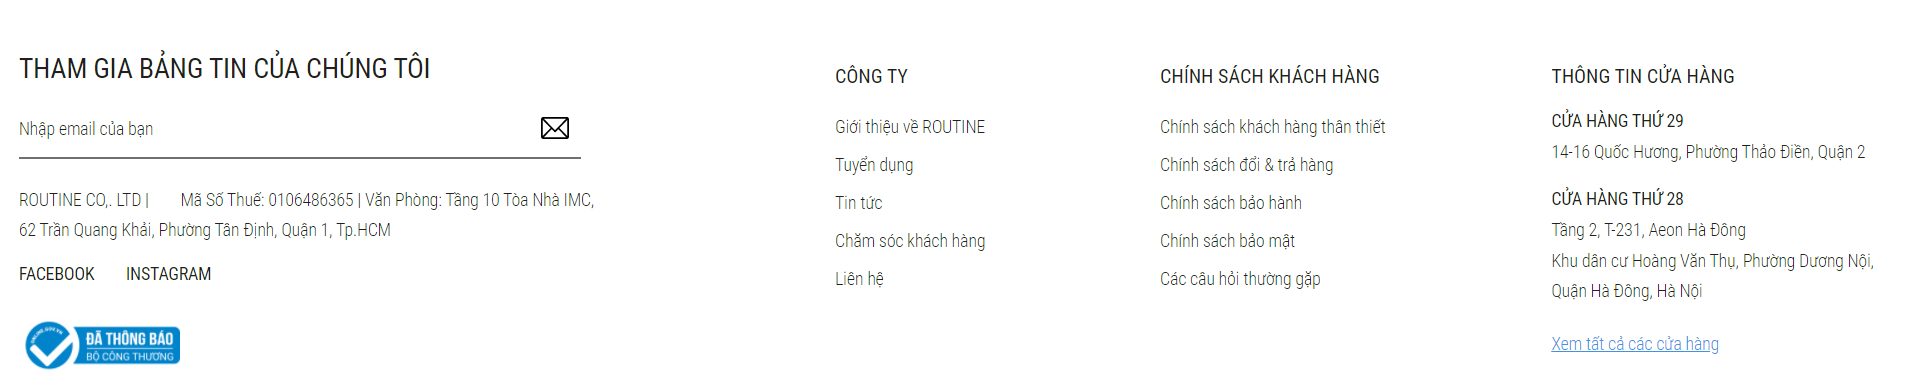 THAM GIA BẢNG TIN CỦA CHÚNG TÔI
Nhập email của bạn
ROUTINE CO,. LTD | Mã Số Thuế: 0106486365 | Văn Phòng: Tầng 10 Tòa Nhà IMC,
62 Trần Quang Khải, Phường Tân Định, Quận 1, Tp.HCM
FACEBOOK INSTAGRAM
ONLINE.GOV.VN
ĐÃ THÔNG BÁO
BỘ CÔNG THƯƠNG
CÔNG TY
Giới thiệu về ROUTINE
Tuyển dụng
Tin tức
Chăm sóc khách hàng
Liên hệ
CHÍNH SÁCH KHÁCH HÀNG
Chính sách khách hàng thân thiết
Chính sách đổi & trả hàng
Chính sách bảo hành
Chính sách bảo mật
Các câu hỏi thường gặp
THÔNG TIN CỬA HÀNG
CỬA HÀNG THỨ 29
14-16 Quốc Hương, Phường Thảo Điền, Quận 2
CỬA HÀNG THỨ 28
Tầng 2, T-231, Aeon Hà Đông
Khu dân cư Hoàng Văn Thụ, Phường Dương Nội,
Quận Hà Đông, Hà Nội
Xem tất cả các cửa hàng